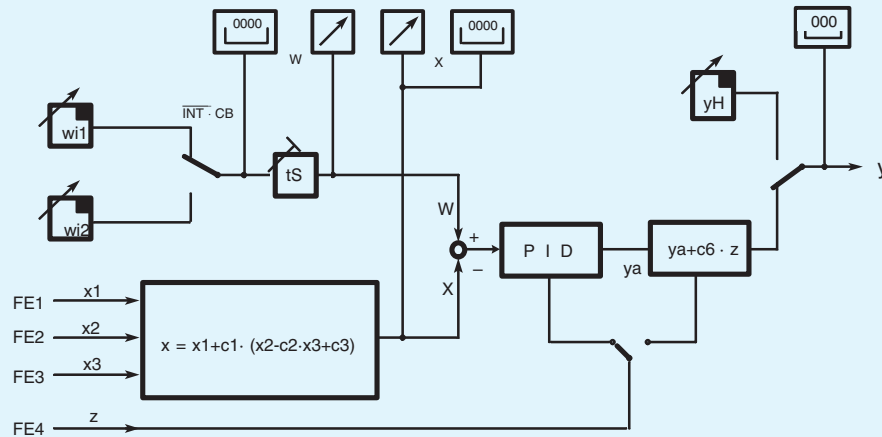 0000
W
X
0000
000
wi1
INT · CB
yH
tS
y
wi2
W
+
–
X
P I D
ya
ya+c6 · z
FE1 x1
FE2 x2
FE3 x3
x = x1+c1· (x2-c2·x3+c3)
FE4 z